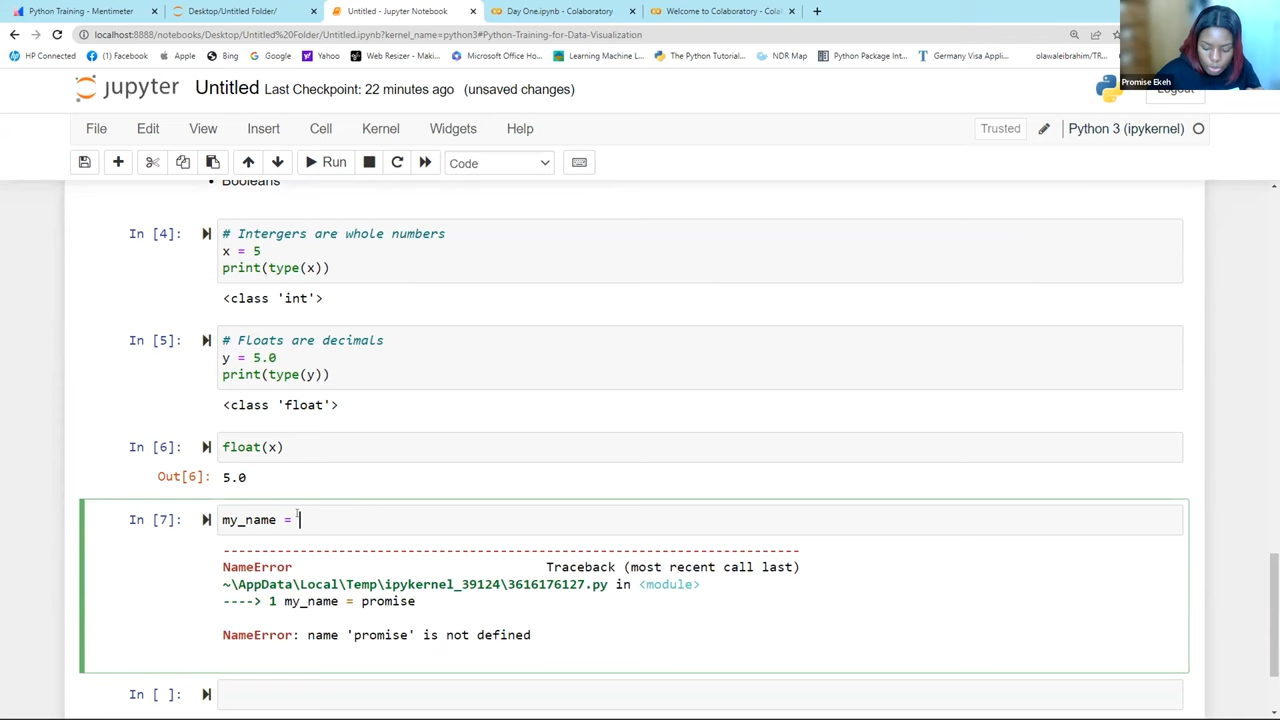 Python Training - Mentimeter
Desktop/Untitled Folder/
Untitled - Jupyter Notebook
Day One.ipynb - Colaboratory
Welcome to Colaboratory - Colab
localhost:8888/notebooks/Desktop/Untitled%20Folder/Untitled.ipynb?kernel_name=python3#Python-Training-for-Data-Visualization
HP Connected
(1) Facebook
Apple
Bing
Google
Yahoo
Web Resizer - Maki...
Microsoft Office Ho...
Learning Machine L...
The Python Tutorial...
NDR Map
Python Package Int...
Germany Visa Appl...
olawaleibrahim/TR...
Promise Ekeh
jupyter Untitled Last Checkpoint: 22 minutes ago (unsaved changes)
Logout
File Edit View Insert Cell Kernel Widgets Help
Trusted
Python 3 (ipykernel)
Run
Code
• Booleans
In [4]:
# Intergers are whole numbers
x = 5
print(type(x))
<class 'int'>
In [5]:
# Floats are decimals
y = 5.0
print(type(y))
<class 'float'>
In [6]: float(x)
Out[6]: 5.0
In [7]: my_name =
---------------------------------------------------------------------------
NameError Traceback (most recent call last)
~\AppData\Local\Temp\ipykernel_39124\3616176127.py in <module>
----> 1 my_name = promise
NameError: name 'promise' is not defined
In [ ]: